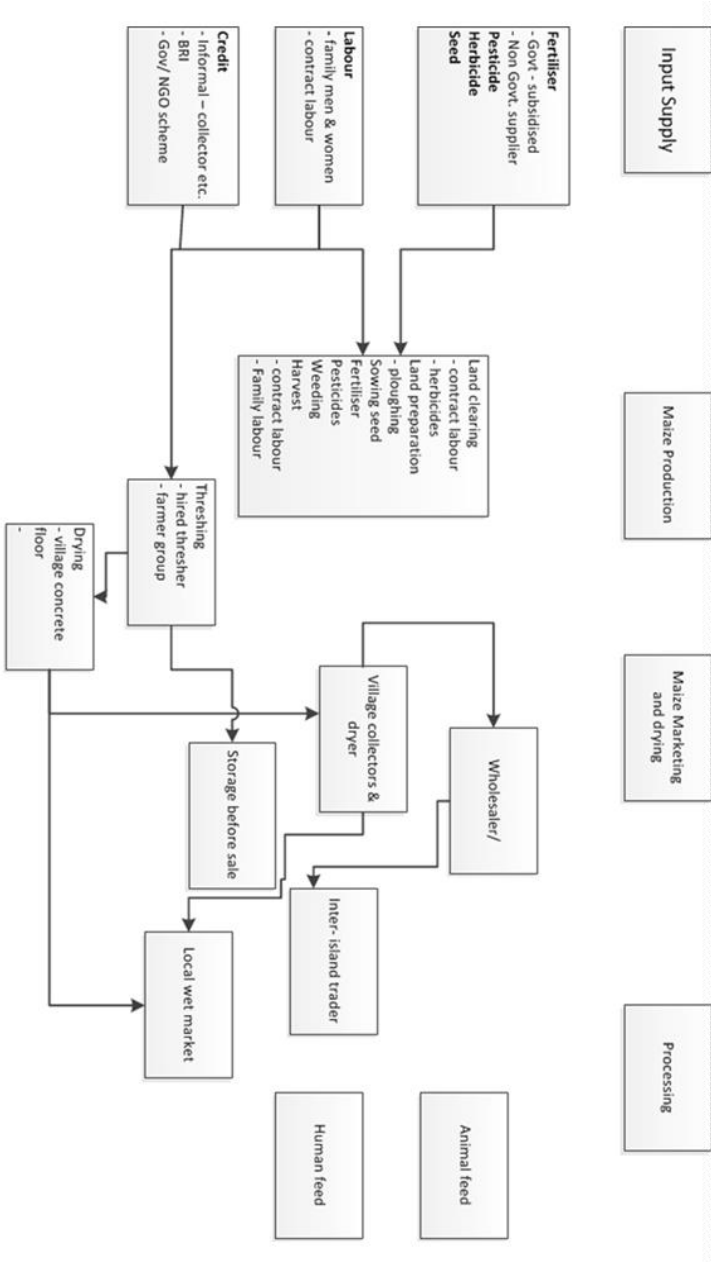 Input Supply
Maize Production
Maize Marketing
and drying
Processing
Fertiliser
- Govt - subsidised
- Non Govt. supplier
Pesticide
Herbicide
Seed
Labour
- family men & women
- contract labour
Credit
- Informal – collector etc.
- BRI
- Gov/ NGO scheme
Land clearing
- contract labour
- herbicides
Land preparation
- ploughing
Sowing seed
Fertiliser
Pesticides
Weeding
Harvest
- contract labour
- Family labour
Threshing
- hired thresher
- farmer group
Drying
- village concrete
floor
-
Wholesaler/
Village collectors &
dryer
Storage before sale
Inter- island trader
Local wet market
Animal feed
Human feed